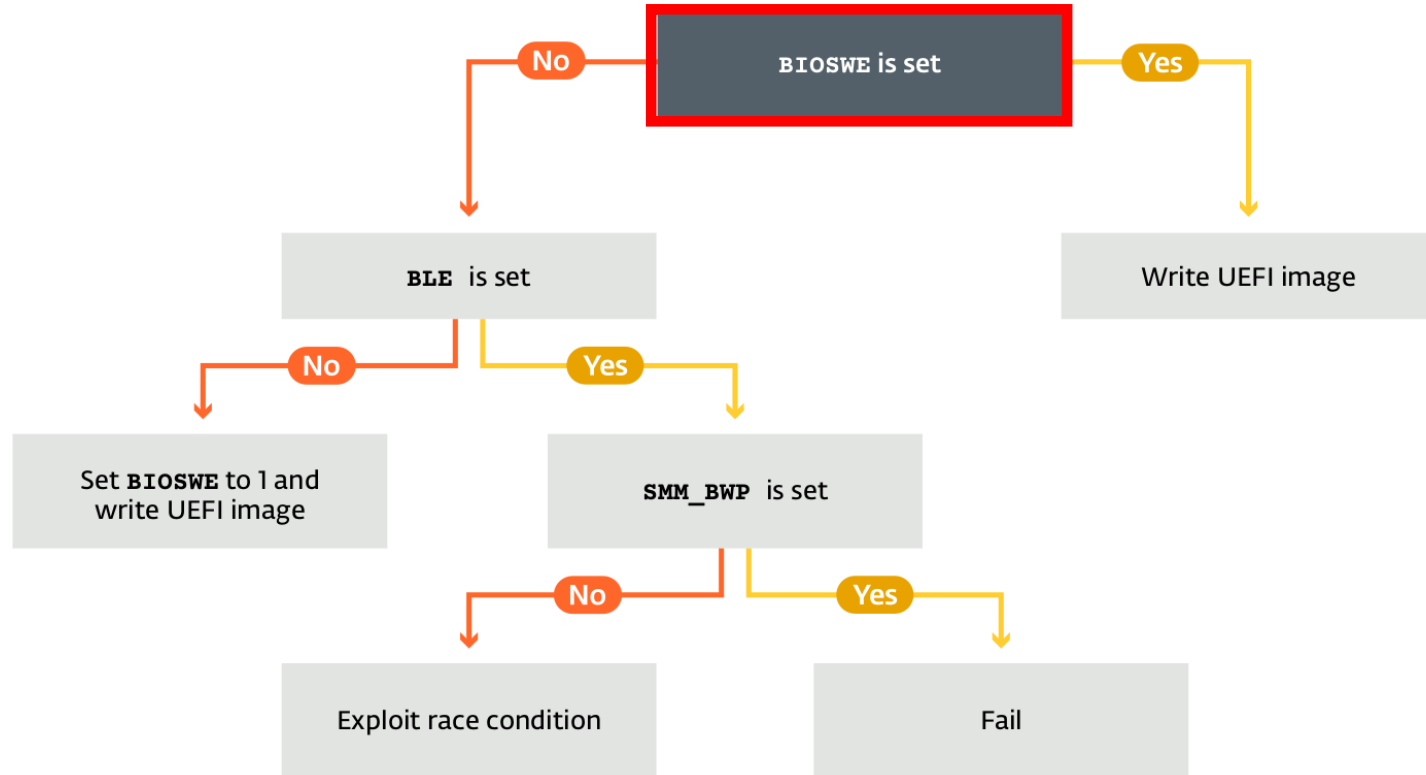 No
BIOSWE is set
Yes
BLE is set
Write UEFI image
No
Yes
Set BIOSWE to 1 and
write UEFI image
SMM_BWP is set
No
Yes
Exploit race condition
Fail